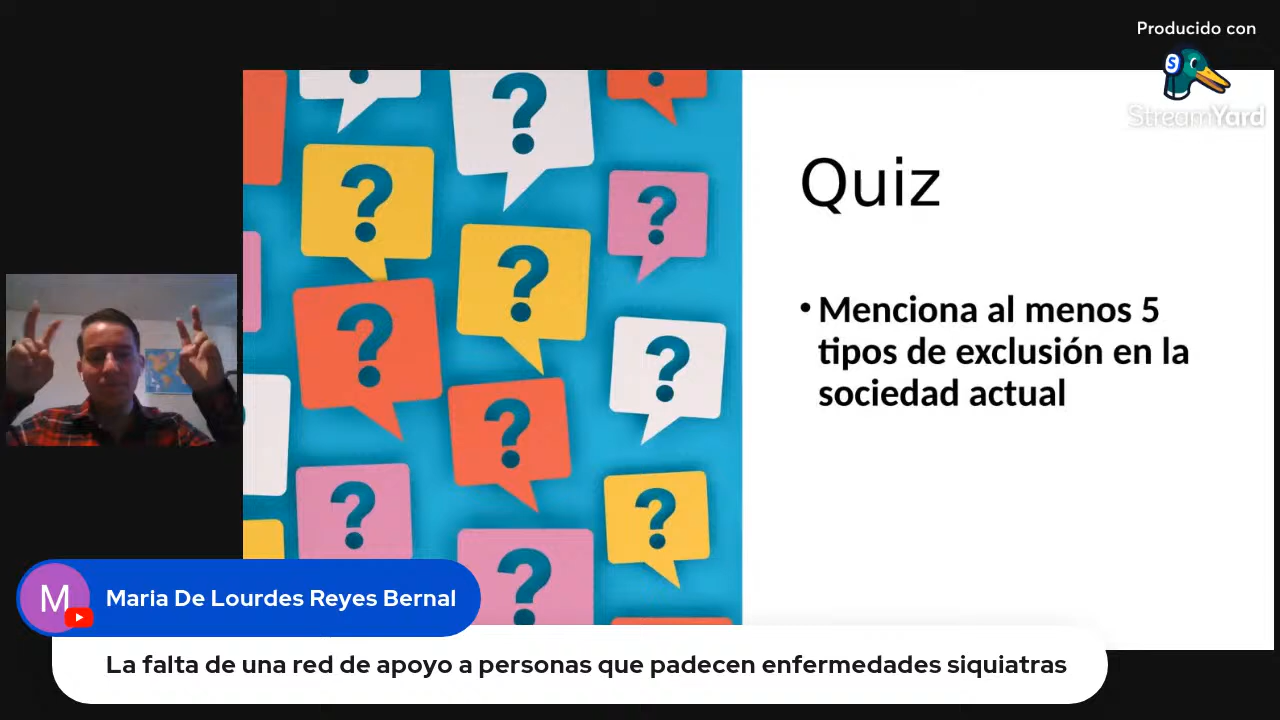 Producido con
StreamYard
Quiz
• Menciona al menos 5
tipos de exclusión en la
sociedad actual
M
Maria De Lourdes Reyes Bernal
La falta de una red de apoyo a personas que padecen enfermedades siquiatras